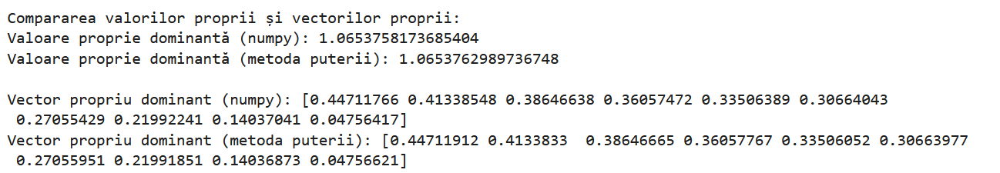 Compararea valorilor proprii și vectorilor proprii:
Valoare proprie dominantă (numpy): 1.0653758173685404
Valoare proprie dominantă (metoda puterii): 1.0653762989736748
Vector propriu dominant (numpy): [0.44711766 0.41338548 0.38646638 0.36057472 0.33506389 0.30664043
 0.27055429 0.21992241 0.14037041 0.04756417]
Vector propriu dominant (metoda puterii): [0.44711912 0.4133833  0.38646665 0.36057767 0.33506052 0.30663977
 0.27055951 0.21991851 0.14036873 0.04756621]